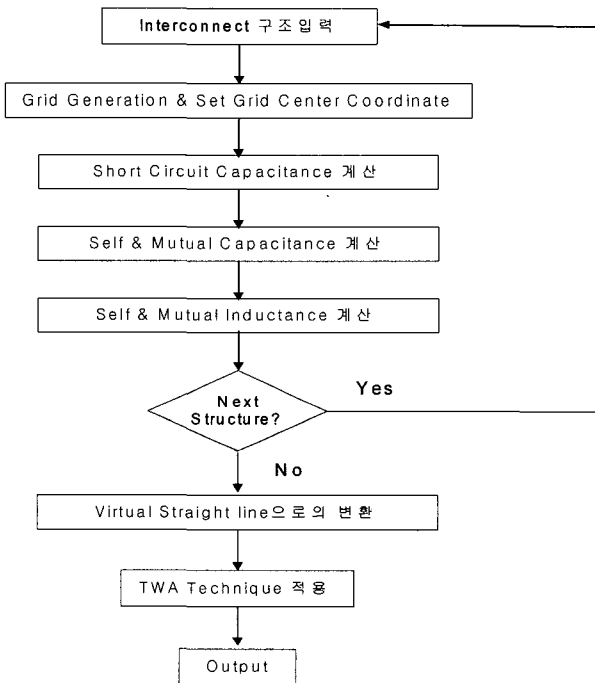 Interconnect 구조입력
Grid Generation & Set Grid Center Coordinate
Short Circuit Capacitance 계산
Self & Mutual Capacitance 계산
Self & Mutual Inductance 계산
Next
Structure?
Yes
No
Virtual Straight line으로의 변환
TWA Technique 적용
Output